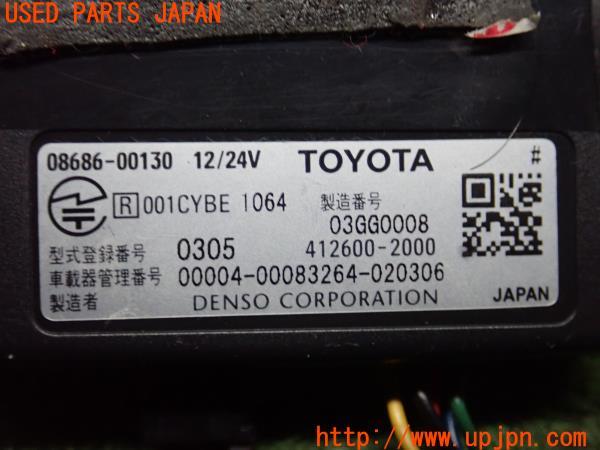 USED PARTS JAPAN
08686-00130 12/24V TOYOTA #
R 001CYBE 1064 製造番号
03GG0008
型式登録番号 0305 412600-2000
車載器管理番号 00004-00083264-020306
製造者 DENSO CORPORATION JAPAN
UPJ www.upjpn.com